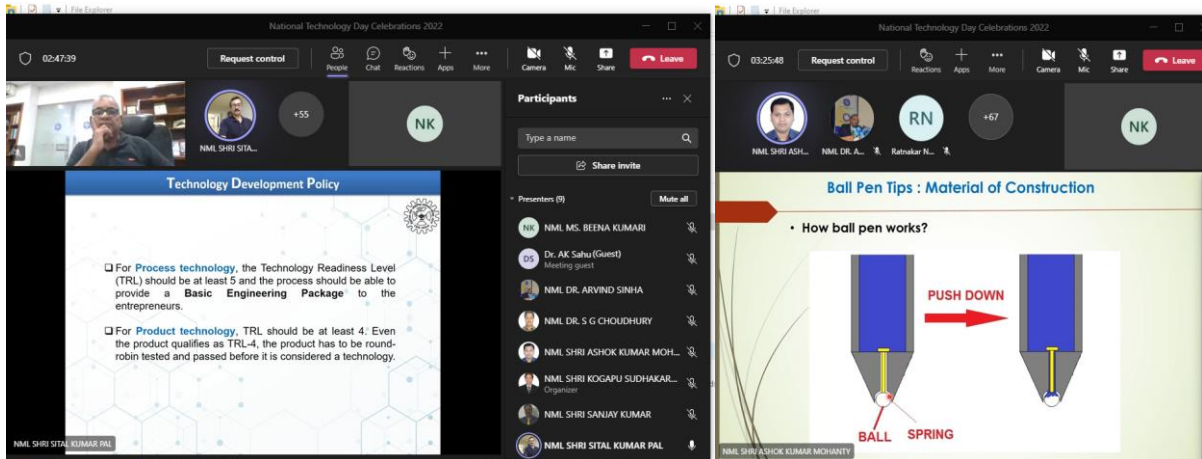 File Explorer
National Technology Day Celebrations 2022
02:47:39
Request control
People
Chat
Reactions
Apps
More
Camera
Mic
Share
Leave
NML SHRI SITA...
+55
NK
Technology Development Policy
For Process technology, the Technology Readiness Level
(TRL) should be at least 5 and the process should be able to
provide a Basic Engineering Package to the
entrepreneurs.
For Product technology, TRL should be at least 4. Even
the product qualifies as TRL-4, the product has to be round-
robin tested and passed before it is considered a technology.
NML SHRI SITAL KUMAR PAL
Participants
Type a name
Share invite
Presenters (9)
Mute all
NK
NML MS. BEENA KUMARI
DS
Dr. AK Sahu (Guest)
Meeting guest
NML DR. ARVIND SINHA
NML DR. S G CHOUDHURY
NML SHRI ASHOK KUMAR MOH...
NML SHRI KOGAPU SUDHAKAR...
Organizer
NML SHRI SANJAY KUMAR
NML SHRI SITAL KUMAR PAL
File Explorer
National Technology Day Celebrations 2022
03:25:48
Request control
Reactions
Apps
More
Camera
Mic
Share
Leave
RN
+67
NK
NML SHRI ASH...
NML DR. A...
Ratnakar N...
Ball Pen Tips : Material of Construction
• How ball pen works?
PUSH DOWN
BALL
SPRING
NML SHRI ASHOK KUMAR MOHANTY